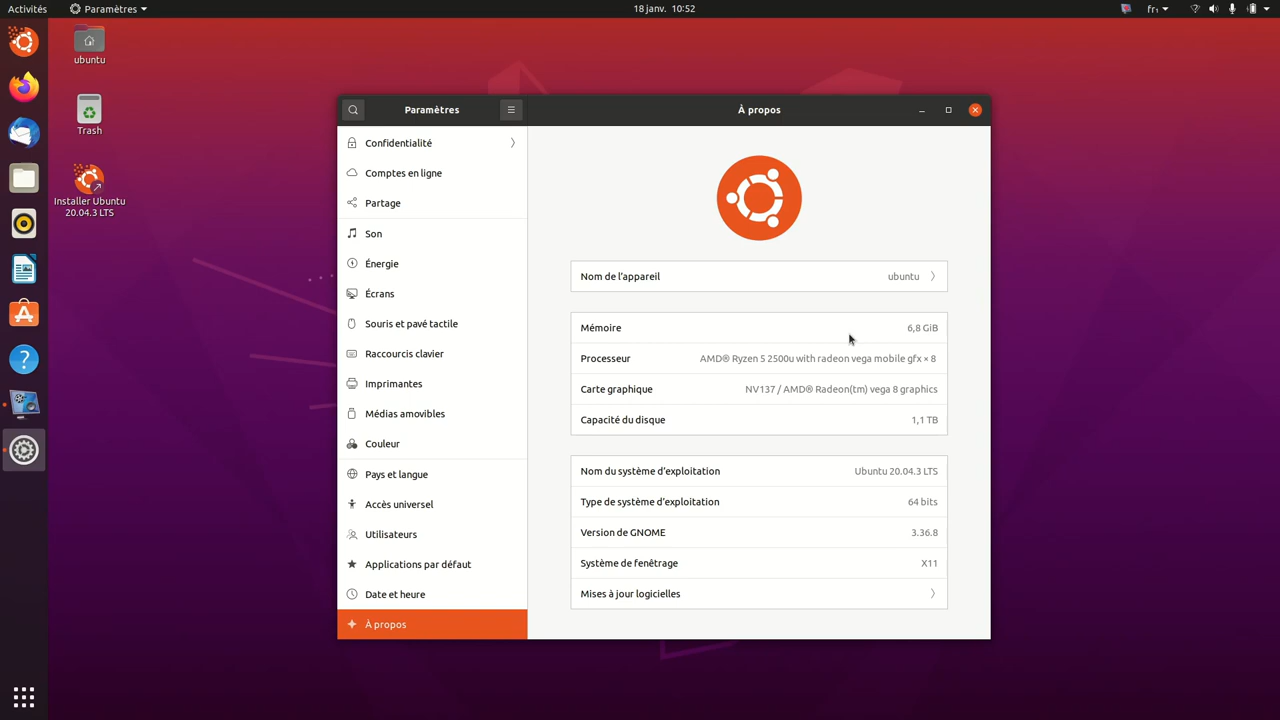 Activités
Paramètres
18 janv. 10:52
fr₁
ubuntu
Trash
Installer Ubuntu
20.04.3 LTS
Paramètres
À propos
Confidentialité
Comptes en ligne
Partage
Son
Énergie
Écrans
Souris et pavé tactile
Raccourcis clavier
Imprimantes
Médias amovibles
Couleur
Pays et langue
Accès universel
Utilisateurs
Applications par défaut
Date et heure
À propos
Nom de l’appareil ubuntu
Mémoire 6,8 GiB
Processeur AMD® Ryzen 5 2500u with radeon vega mobile gfx × 8
Carte graphique NV137 / AMD® Radeon(tm) vega 8 graphics
Capacité du disque 1,1 TB
Nom du système d’exploitation Ubuntu 20.04.3 LTS
Type de système d’exploitation 64 bits
Version de GNOME 3.36.8
Système de fenêtrage X11
Mises à jour logicielles